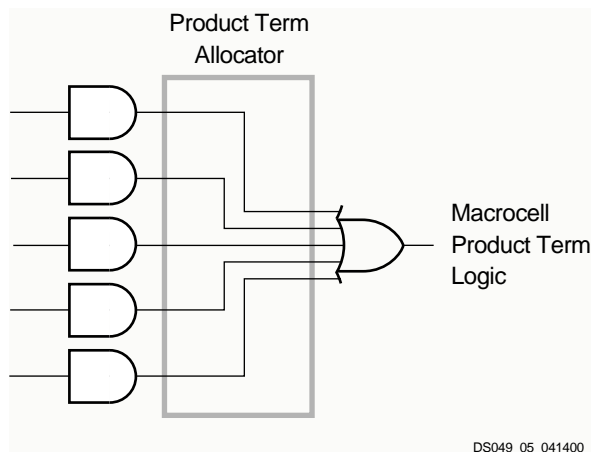 Product Term
Allocator
Macrocell
Product Term
Logic
DS049_05_041400